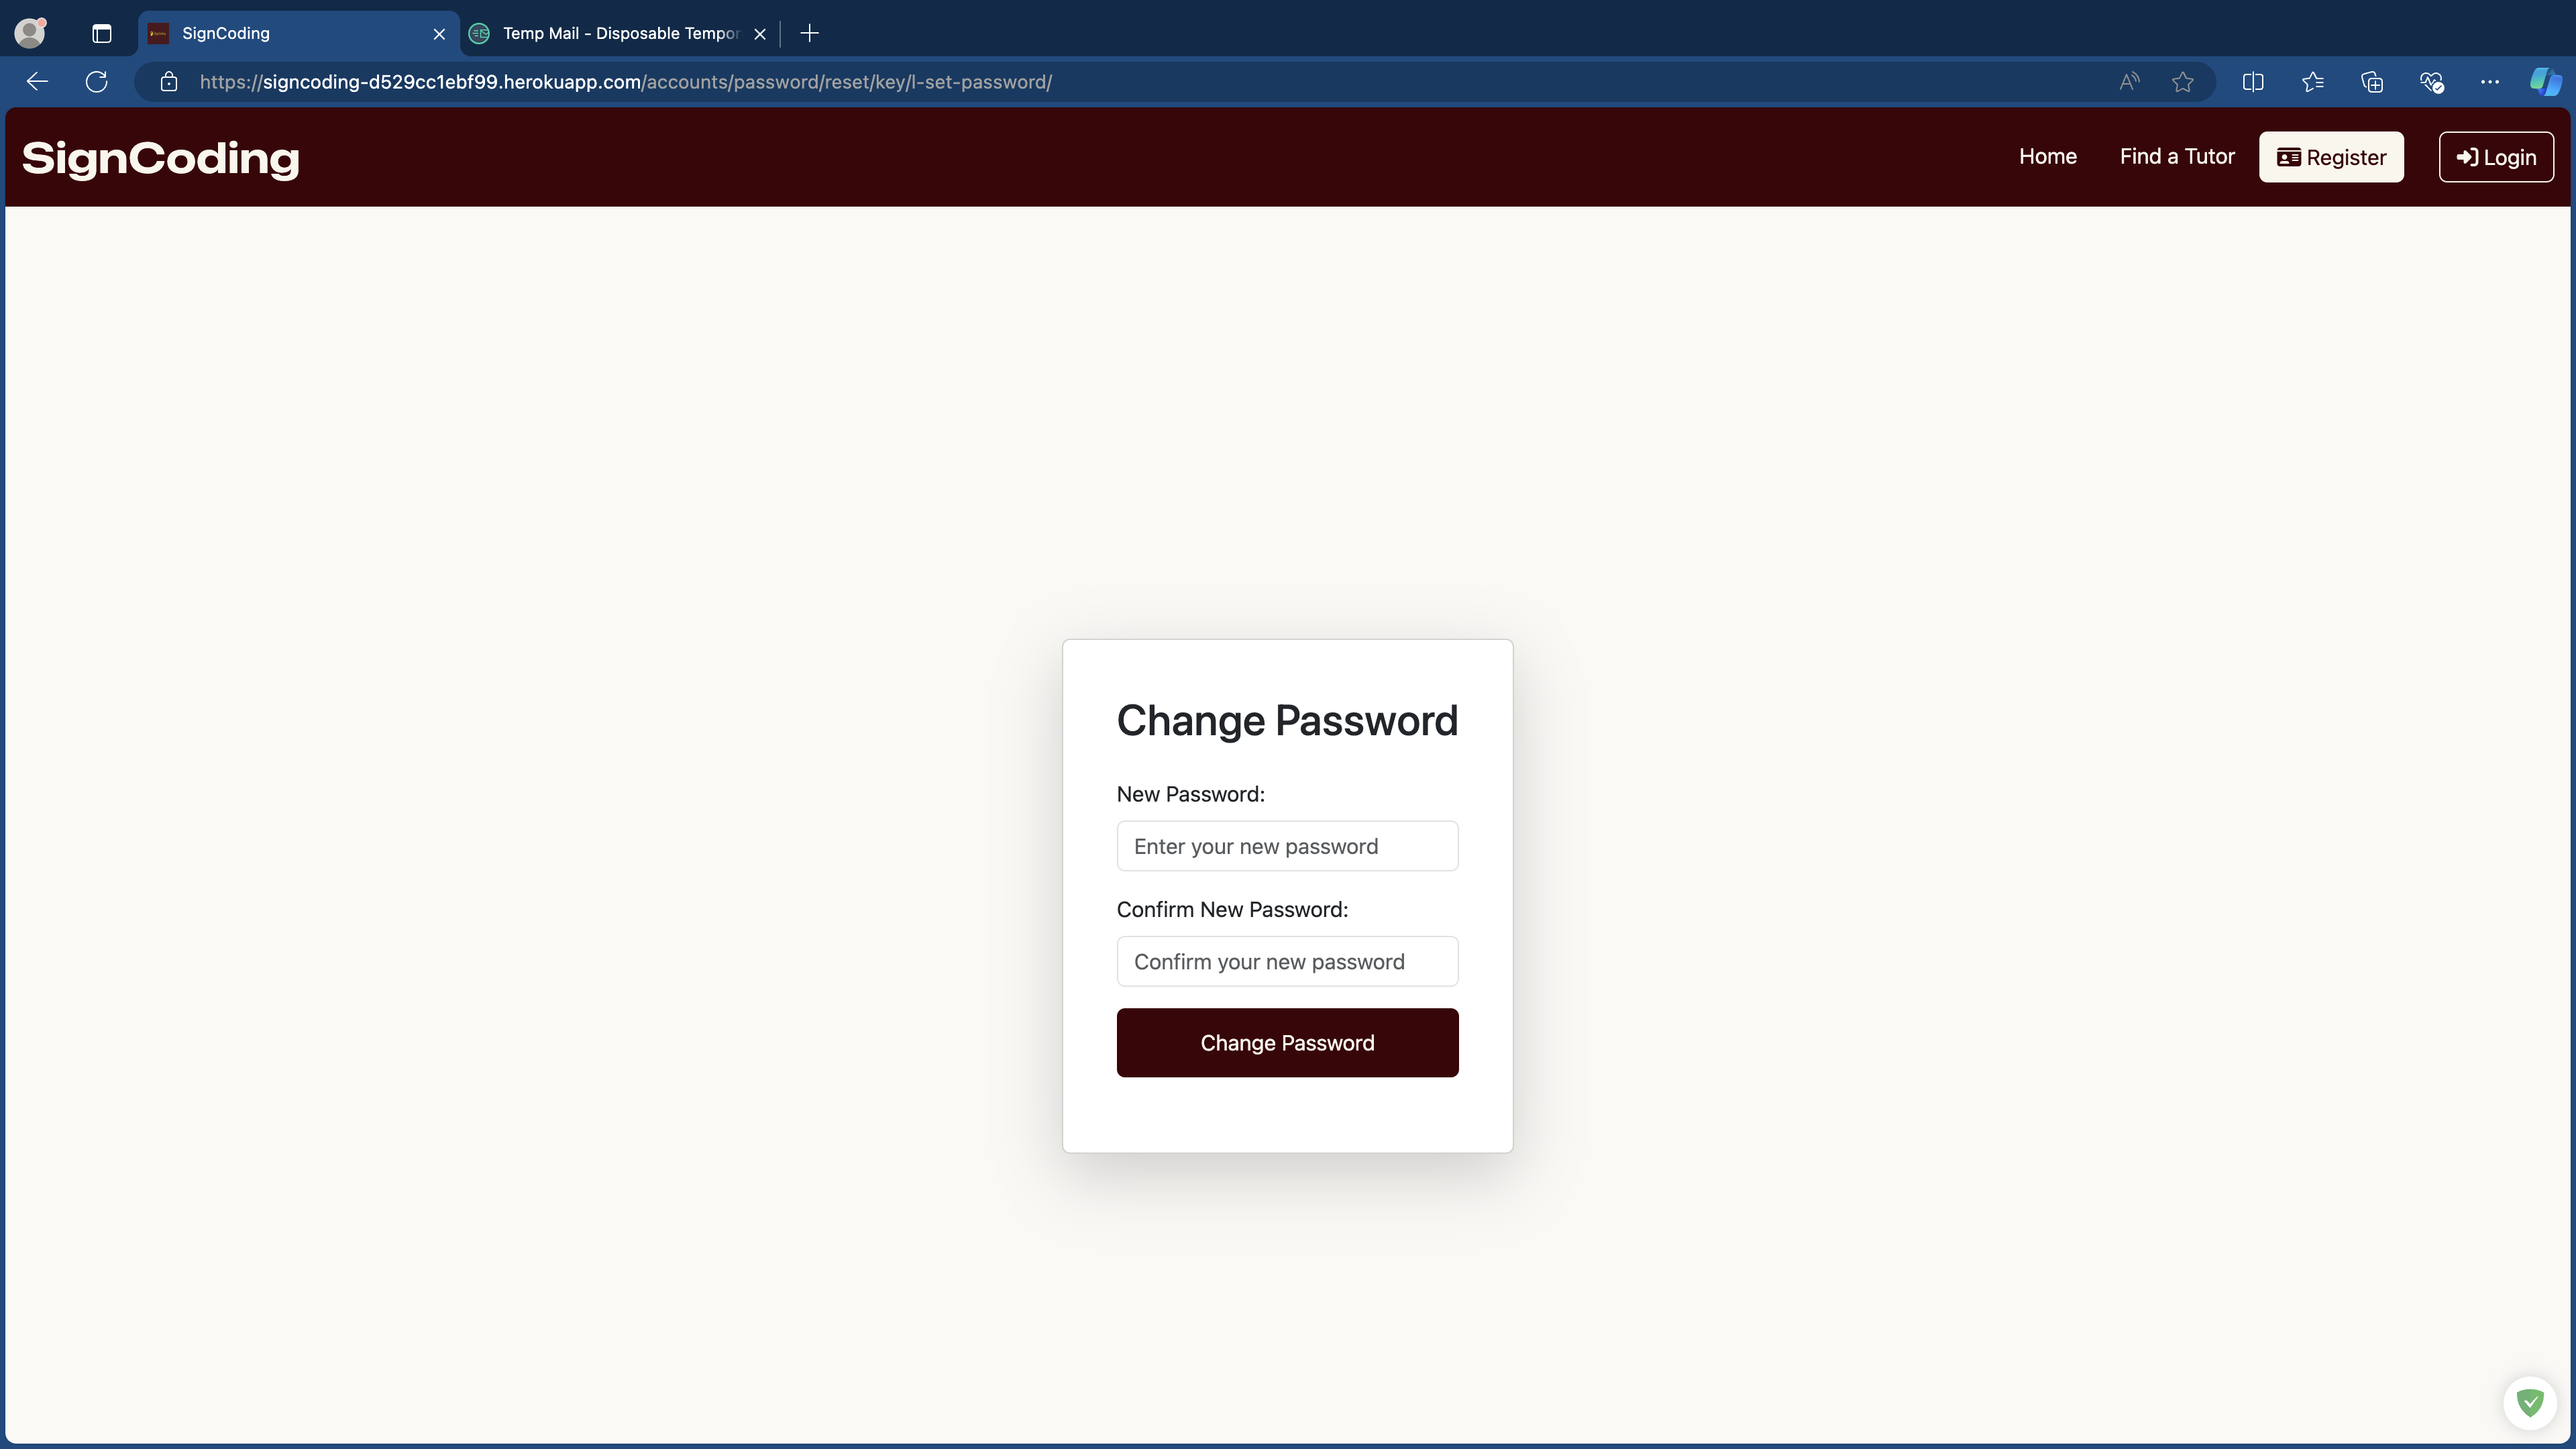 SignCoding
Temp Mail - Disposable Tempor
https://signcoding-d529cc1ebf99.herokuapp.com/accounts/password/reset/key/l-set-password/
SignCoding
Home
Find a Tutor
Register
Login
Change Password
New Password:
Enter your new password
Confirm New Password:
Confirm your new password
Change Password